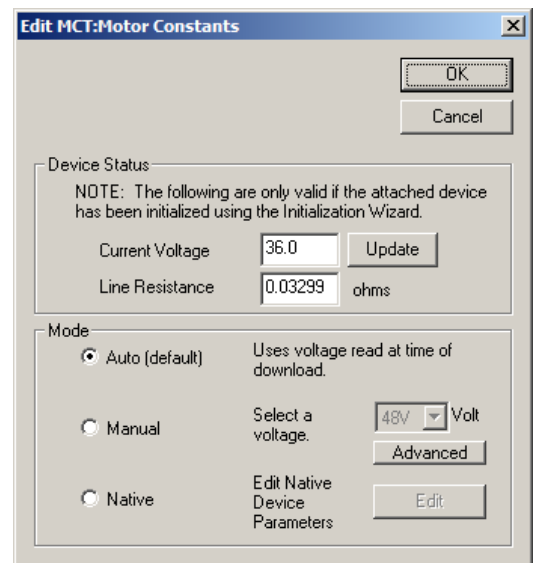 Edit MCT:Motor Constants
OK
Cancel
Device Status
NOTE: The following are only valid if the attached device
has been initialized using the Initialization Wizard.
Current Voltage 36.0 Update
Line Resistance 0.03299 ohms
Mode
Auto (default) Uses voltage read at time of
download.
Manual Select a
voltage. 48V Volt
Advanced
Native Edit Native
Device
Parameters Edit